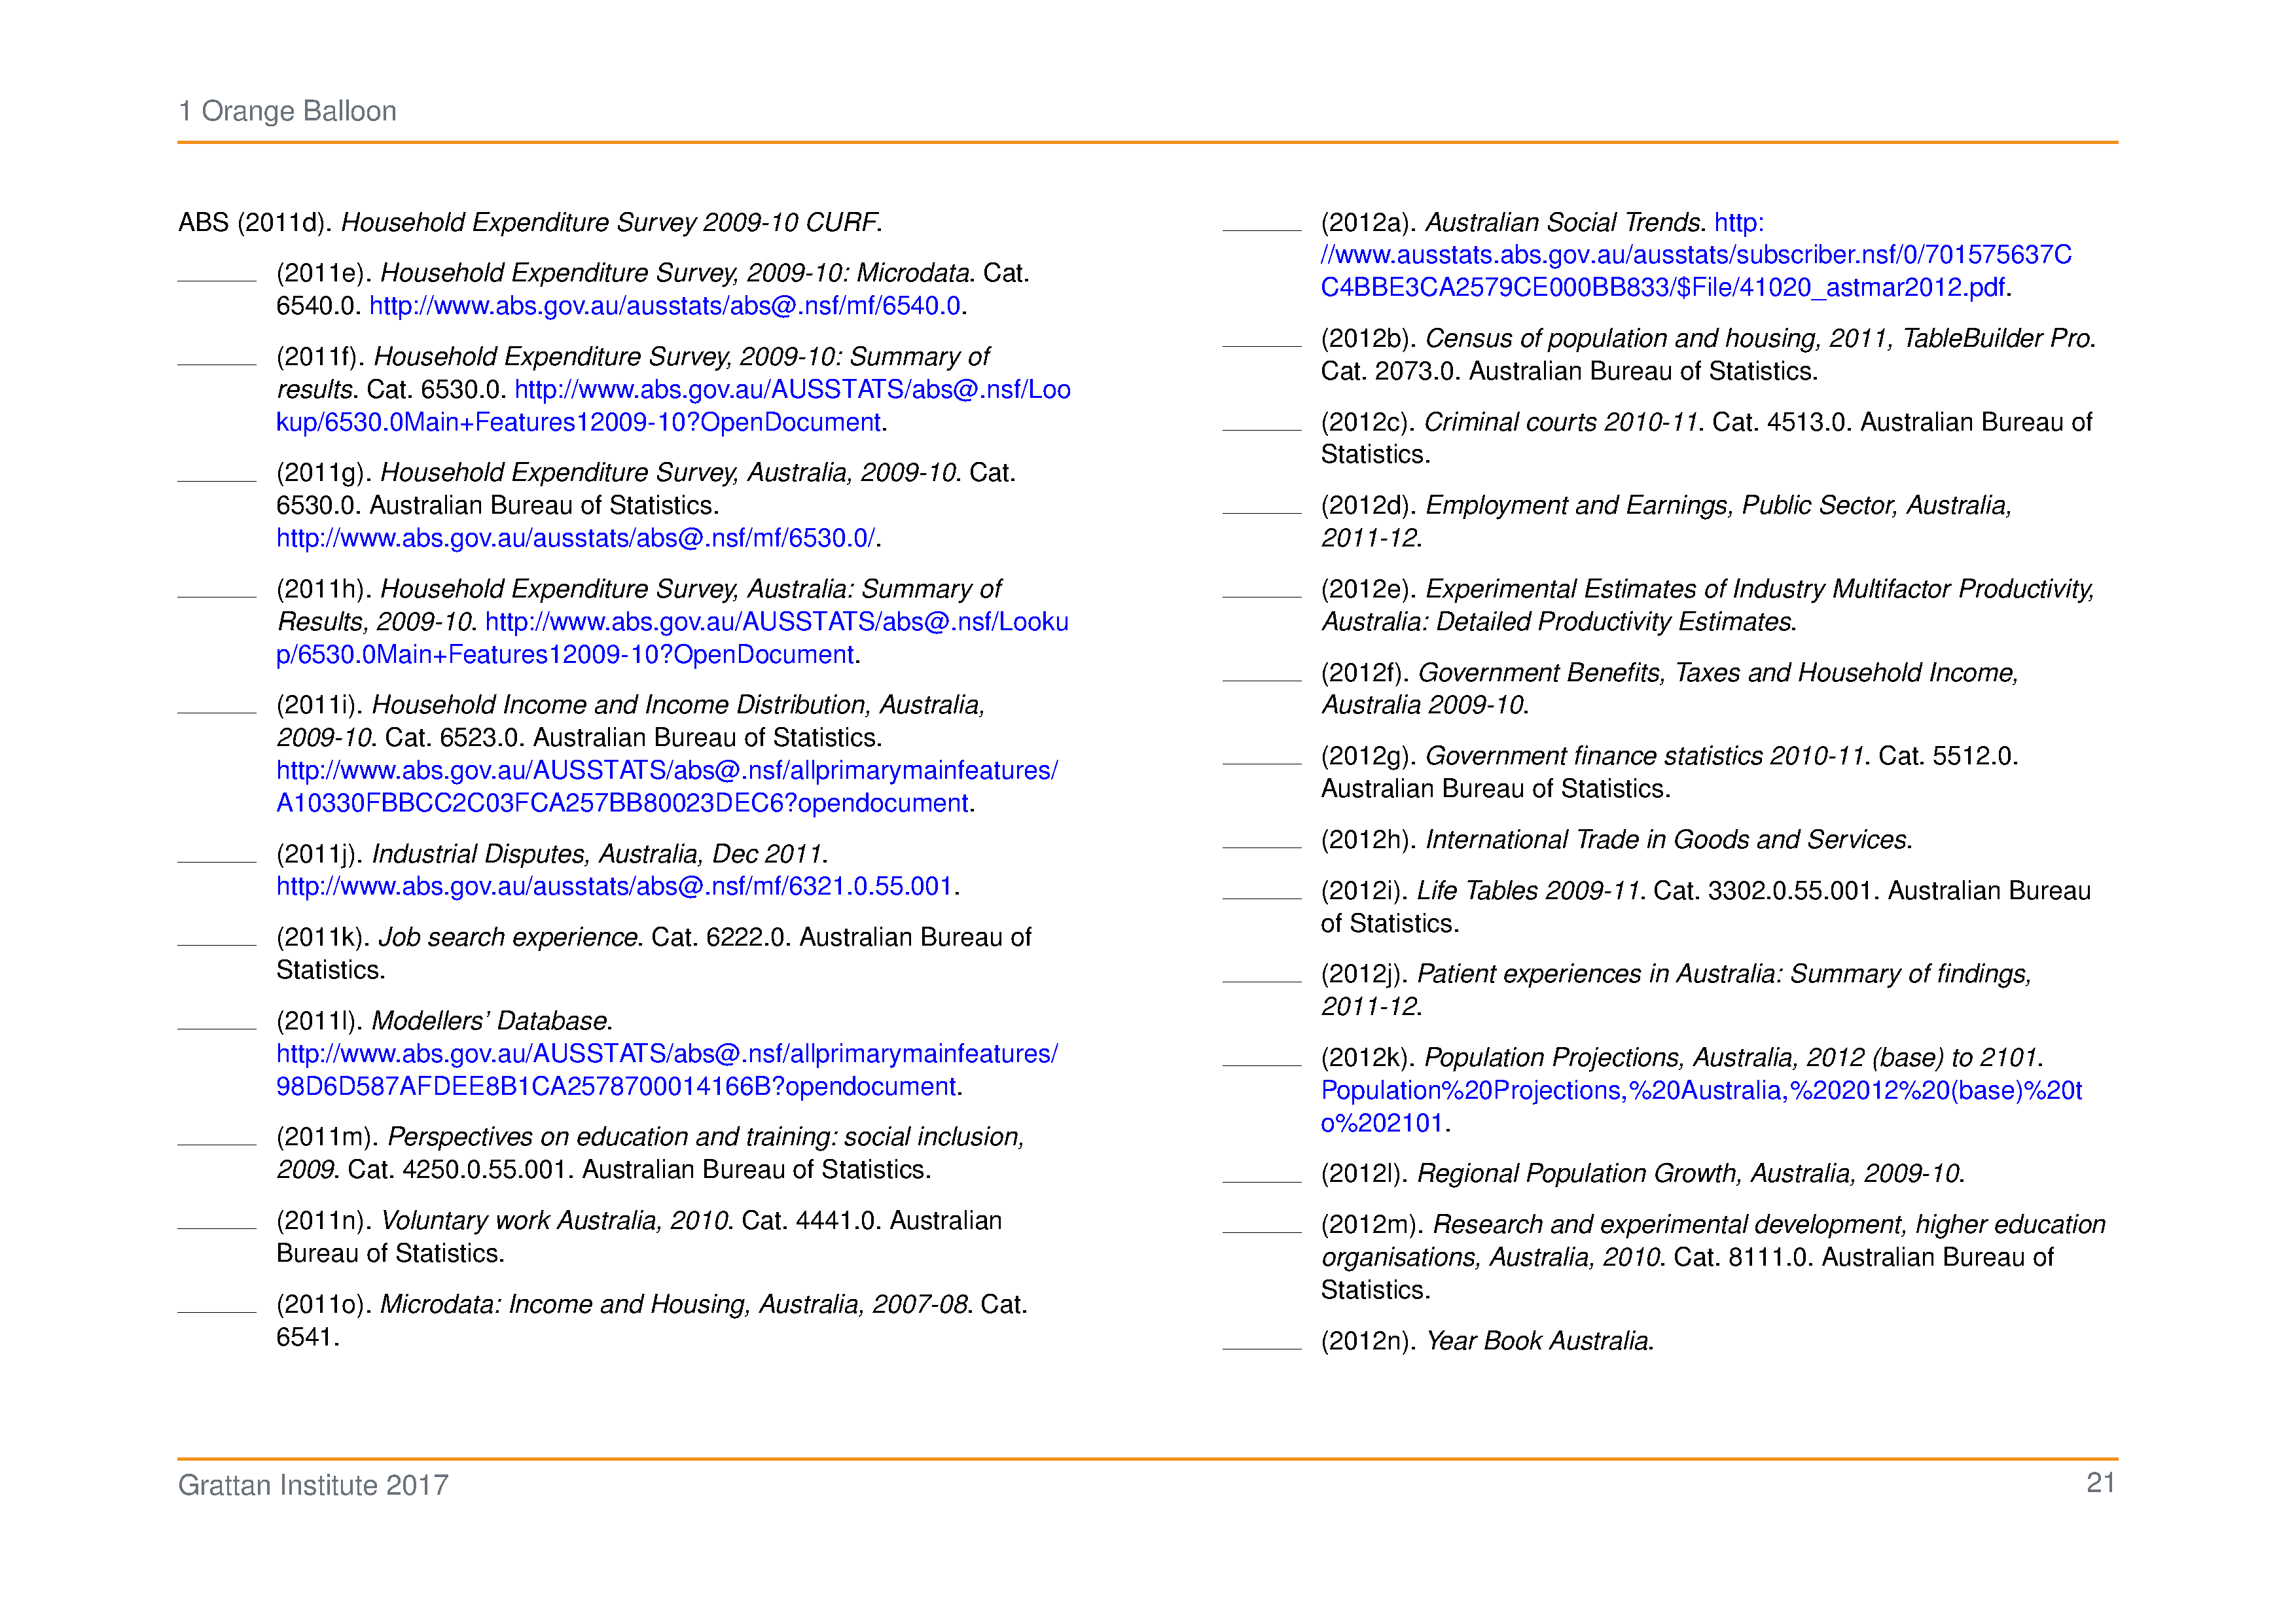 1 Orange Balloon
ABS (2011d). Household Expenditure Survey 2009-10 CURF.
(2011e). Household Expenditure Survey, 2009-10: Microdata. Cat.
6540.0. http://www.abs.gov.au/ausstats/abs@.nsf/mf/6540.0.
(2011f). Household Expenditure Survey, 2009-10: Summary of
results. Cat. 6530.0. http://www.abs.gov.au/AUSSTATS/abs@.nsf/Loo
kup/6530.0Main+Features12009-10?OpenDocument.
(2011g). Household Expenditure Survey, Australia, 2009-10. Cat.
6530.0. Australian Bureau of Statistics.
http://www.abs.gov.au/ausstats/abs@.nsf/mf/6530.0/.
(2011h). Household Expenditure Survey, Australia: Summary of
Results, 2009-10. http://www.abs.gov.au/AUSSTATS/abs@.nsf/Looku
p/6530.0Main+Features12009-10?OpenDocument.
(2011i). Household Income and Income Distribution, Australia,
2009-10. Cat. 6523.0. Australian Bureau of Statistics.
http://www.abs.gov.au/AUSSTATS/abs@.nsf/allprimarymainfeatures/
A10330FBBCC2C03FCA257BB80023DEC6?opendocument.
(2011j). Industrial Disputes, Australia, Dec 2011.
http://www.abs.gov.au/ausstats/abs@.nsf/mf/6321.0.55.001.
(2011k). Job search experience. Cat. 6222.0. Australian Bureau of
Statistics.
(2011l). Modellers' Database.
http://www.abs.gov.au/AUSSTATS/abs@.nsf/allprimarymainfeatures/
98D6D587AFDEE8B1CA2578700014166B?opendocument.
(2011m). Perspectives on education and training: social inclusion,
2009. Cat. 4250.0.55.001. Australian Bureau of Statistics.
(2011n). Voluntary work Australia, 2010. Cat. 4441.0. Australian
Bureau of Statistics.
(2011o). Microdata: Income and Housing, Australia, 2007-08. Cat.
6541.
(2012a). Australian Social Trends. http:
//www.ausstats.abs.gov.au/ausstats/subscriber.nsf/0/701575637C
C4BBE3CA2579CE000BB833/$File/41020_astmar2012.pdf.
(2012b). Census of population and housing, 2011, TableBuilder Pro.
Cat. 2073.0. Australian Bureau of Statistics.
(2012c). Criminal courts 2010-11. Cat. 4513.0. Australian Bureau of
Statistics.
(2012d). Employment and Earnings, Public Sector, Australia,
2011-12.
(2012e). Experimental Estimates of Industry Multifactor Productivity,
Australia: Detailed Productivity Estimates.
(2012f). Government Benefits, Taxes and Household Income,
Australia 2009-10.
(2012g). Government finance statistics 2010-11. Cat. 5512.0.
Australian Bureau of Statistics.
(2012h). International Trade in Goods and Services.
(2012i). Life Tables 2009-11. Cat. 3302.0.55.001. Australian Bureau
of Statistics.
(2012j). Patient experiences in Australia: Summary of findings,
2011-12.
(2012k). Population Projections, Australia, 2012 (base) to 2101.
Population%20Projections,%20Australia,%202012%20(base)%20t
o%202101.
(2012l). Regional Population Growth, Australia, 2009-10.
(2012m). Research and experimental development, higher education
organisations, Australia, 2010. Cat. 8111.0. Australian Bureau of
Statistics.
(2012n). Year Book Australia.
Grattan Institute 2017
21